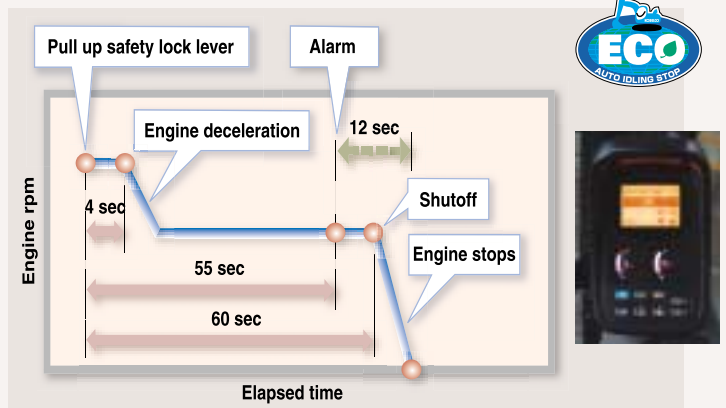 Pull up safety lock lever
Alarm
ECO
AUTO IDLING STOP
Engine deceleration
12 sec
4 sec
Shutoff
Engine rpm
Engine stops
55 sec
60 sec
Elapsed time